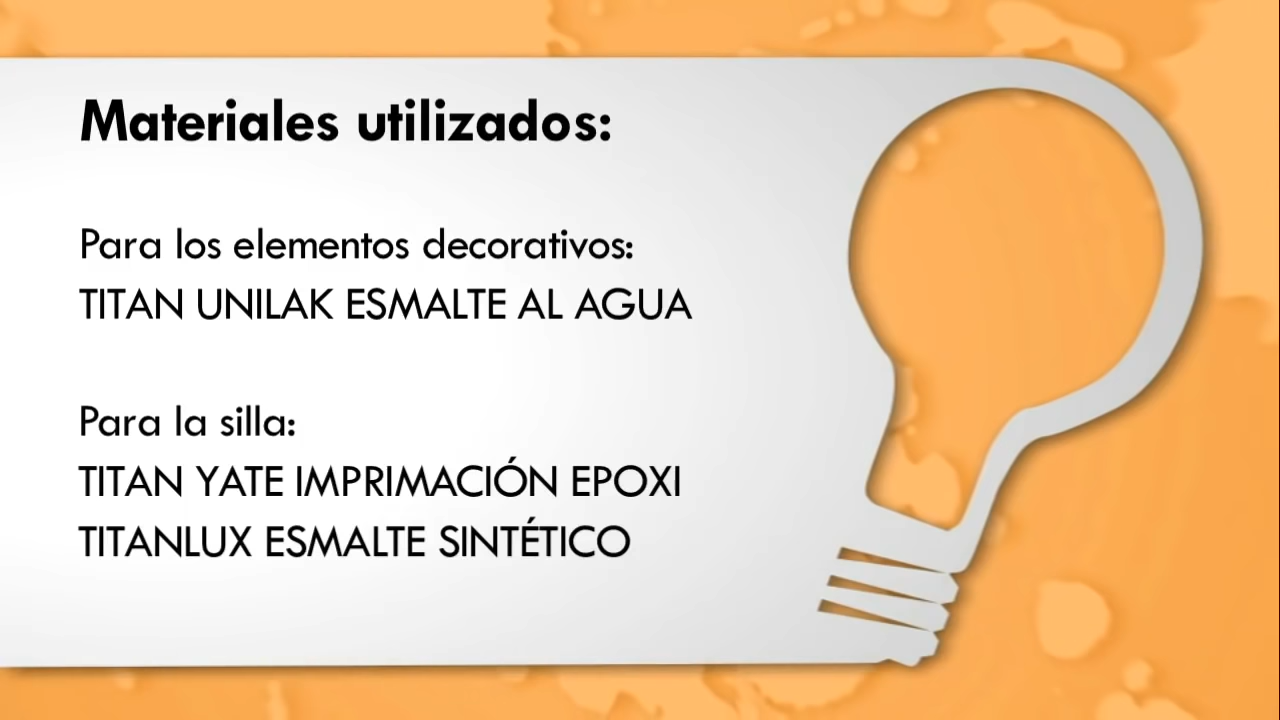 Materiales utilizados:
Para los elementos decorativos:
TITAN UNILAK ESMALTE AL AGUA
Para la silla:
TITAN YATE IMPRIMACIÓN EPOXI
TITANLUX ESMALTE SINTÉTICO